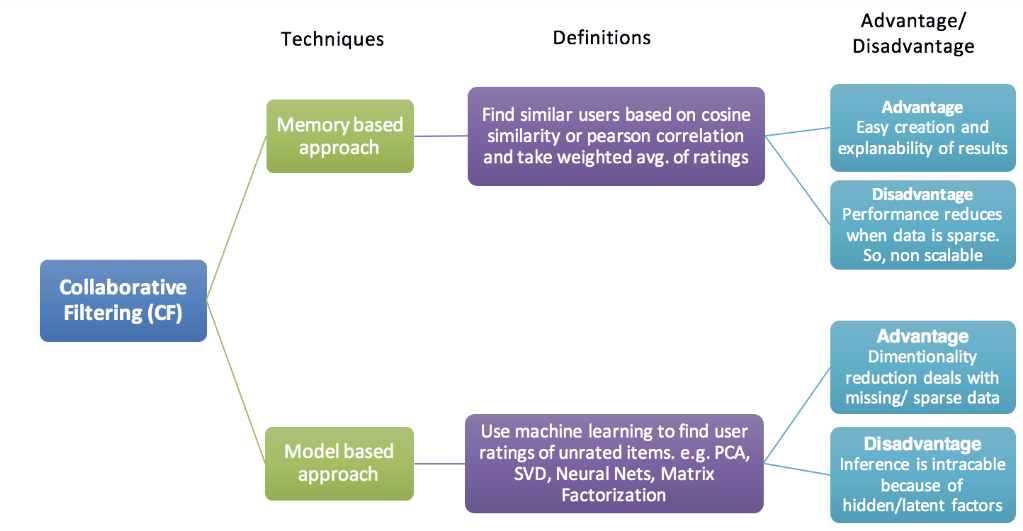 Techniques
Definitions
Advantage/
Disadvantage
Memory based
approach
Find similar users based on cosine
similarity or pearson correlation
and take weighted avg. of ratings
Advantage
Easy creation and
explanability of results
Disadvantage
Performance reduces
when data is sparse.
So, non scalable
Collaborative
Filtering (CF)
Model based
approach
Use machine learning to find user
ratings of unrated items. e.g. PCA,
SVD, Neural Nets, Matrix
Factorization
Advantage
Dimentionality
reduction deals with
missing/ sparse data
Disadvantage
Inference is intracable
because of
hidden/latent factors